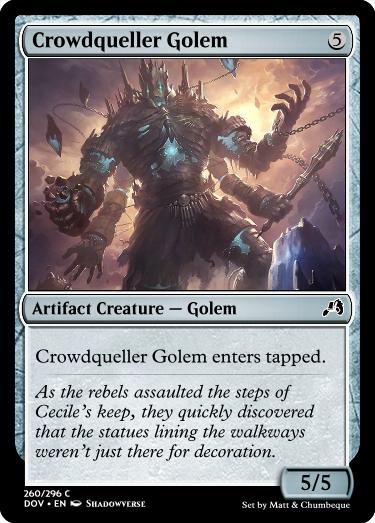 Crowdqueller Golem 5
Artifact Creature — Golem
Crowdqueller Golem enters tapped.
As the rebels assaulted the steps of
Cecile's keep, they quickly discovered
that the statues lining the walkways
weren't just there for decoration.
5/5
260/296 C
DOV • EN Shadowverse
Set by Matt & Chumbeque